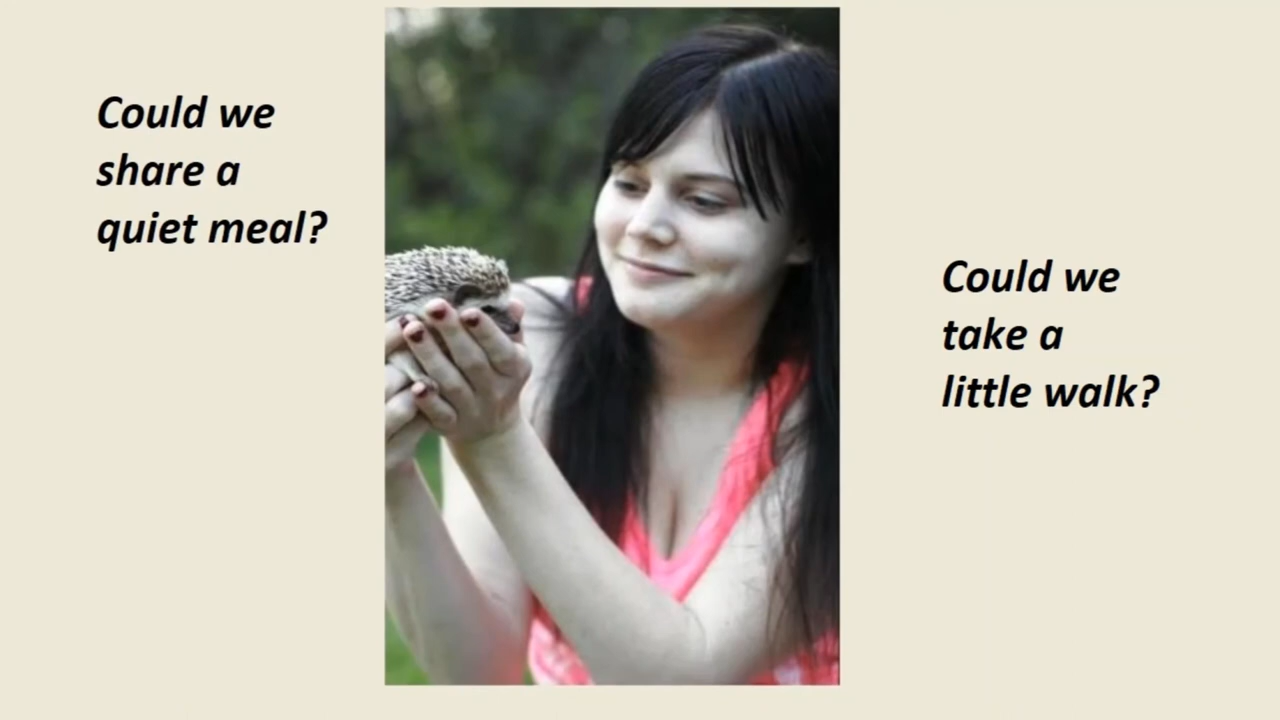 Could we
share a
quiet meal?
Could we
take a
little walk?